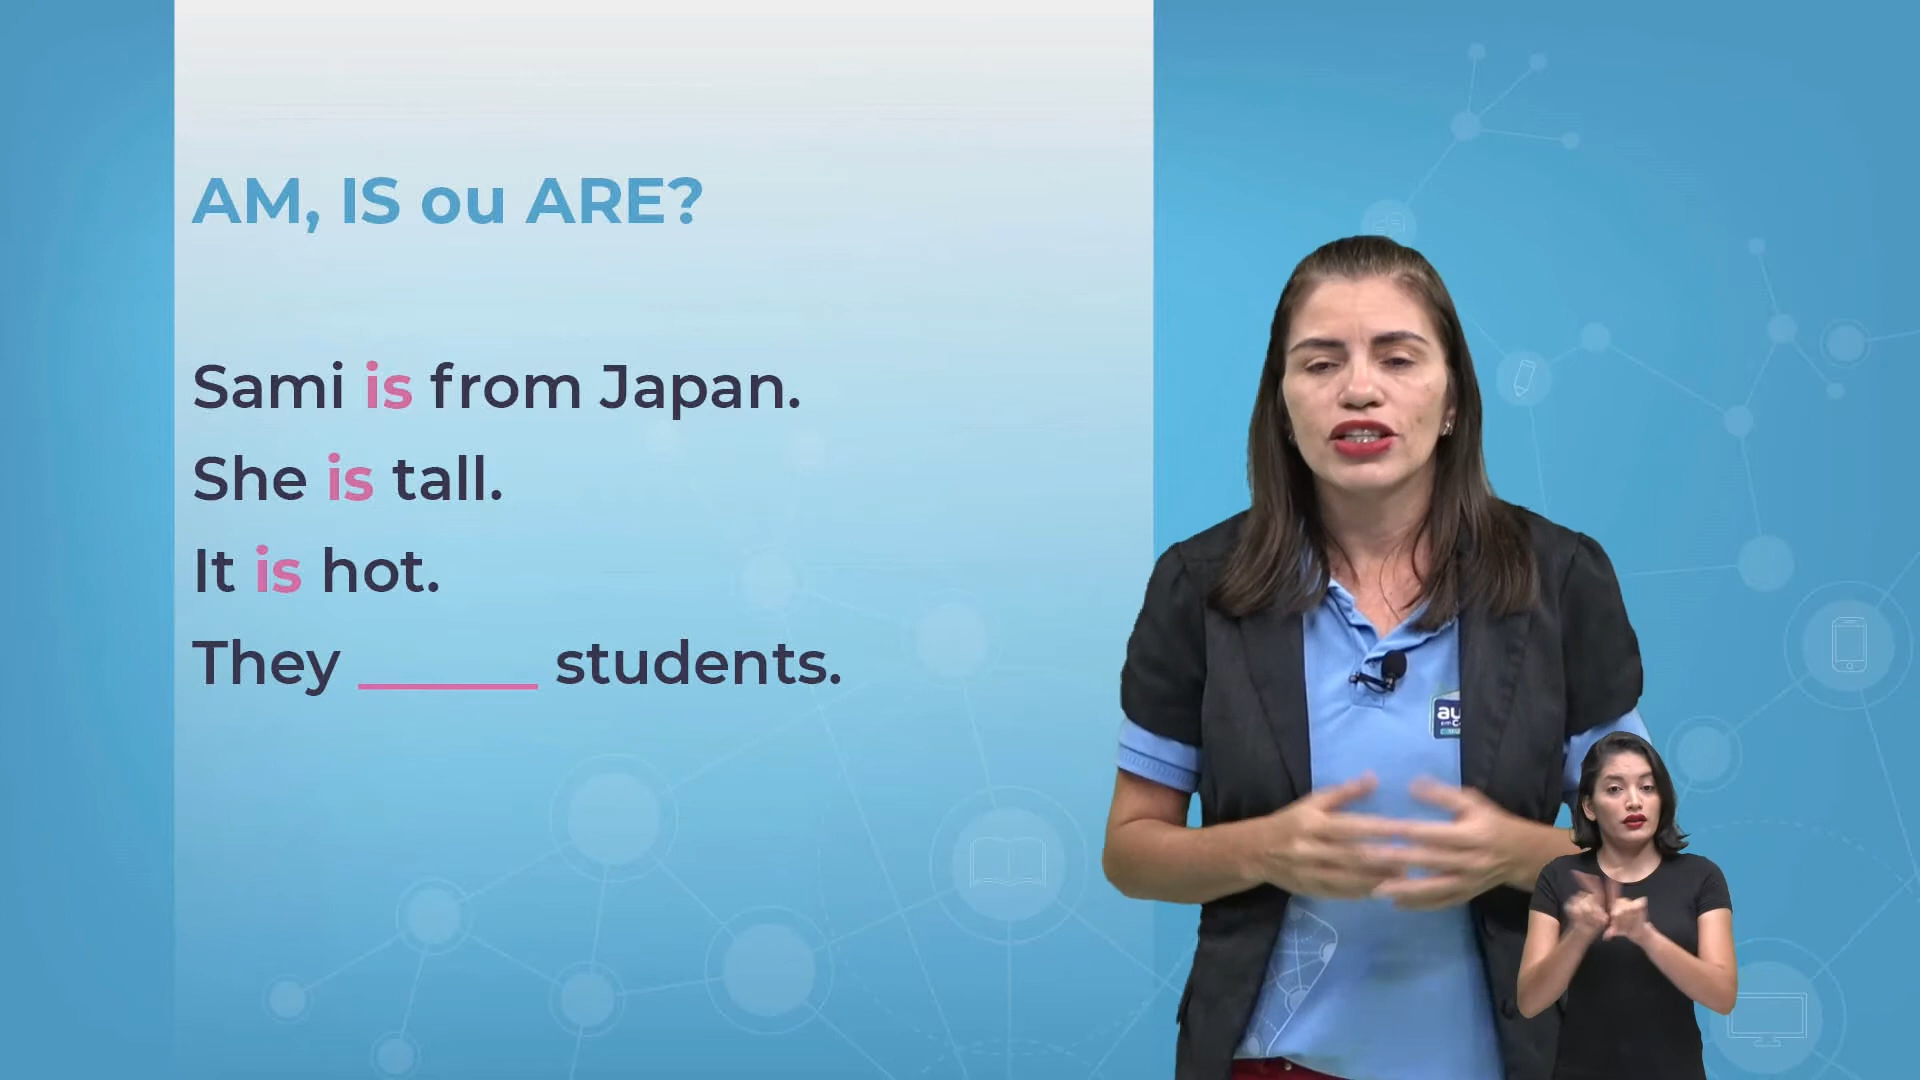 AM, IS ou ARE?
Sami is from Japan.
She is tall.
It is hot.
They ______ students.